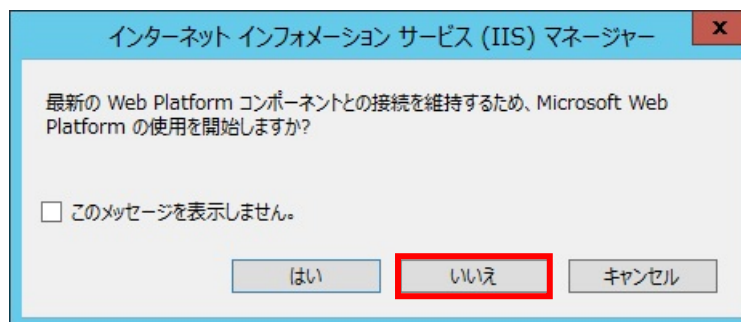 インターネット インフォメーション サービス (IIS) マネージャー
x
最新の Web Platform コンポーネントとの接続を維持するため、Microsoft Web
Platform の使用を開始しますか?
このメッセージを表示しません。
はい いいえ キャンセル